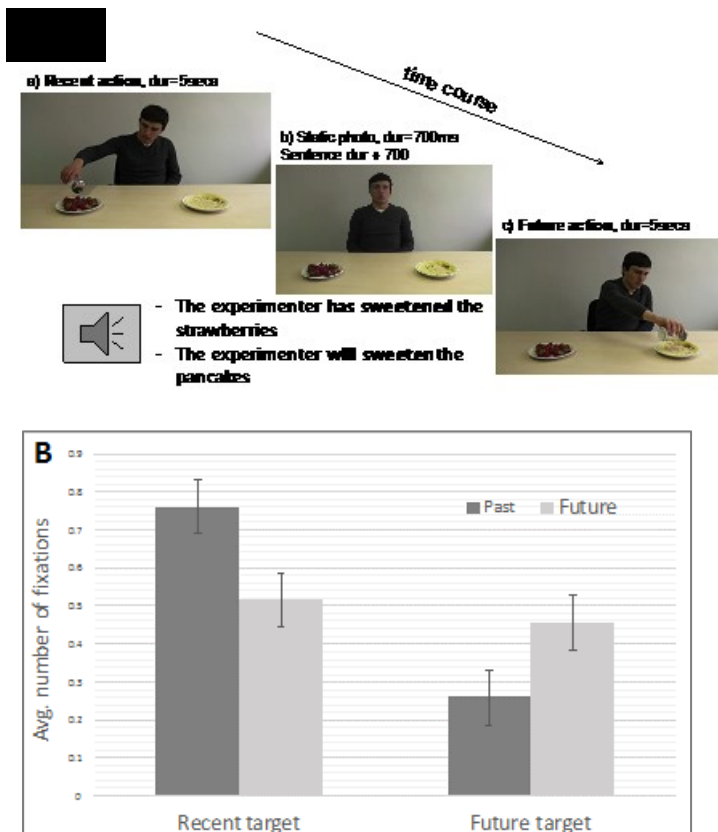 time course
a) Recent action, dur=5secs
b) Static photo, dur=700ms
Sentence dur + 700
c) Future action, dur=5secs
- The experimenter has sweetened the
strawberries
- The experimenter will sweeten the
pancakes
B
Avg. number of fixations
0.9
0.8
0.7
0.6
0.5
0.4
0.3
0.2
0.1
0
Past
Future
Recent target
Future target